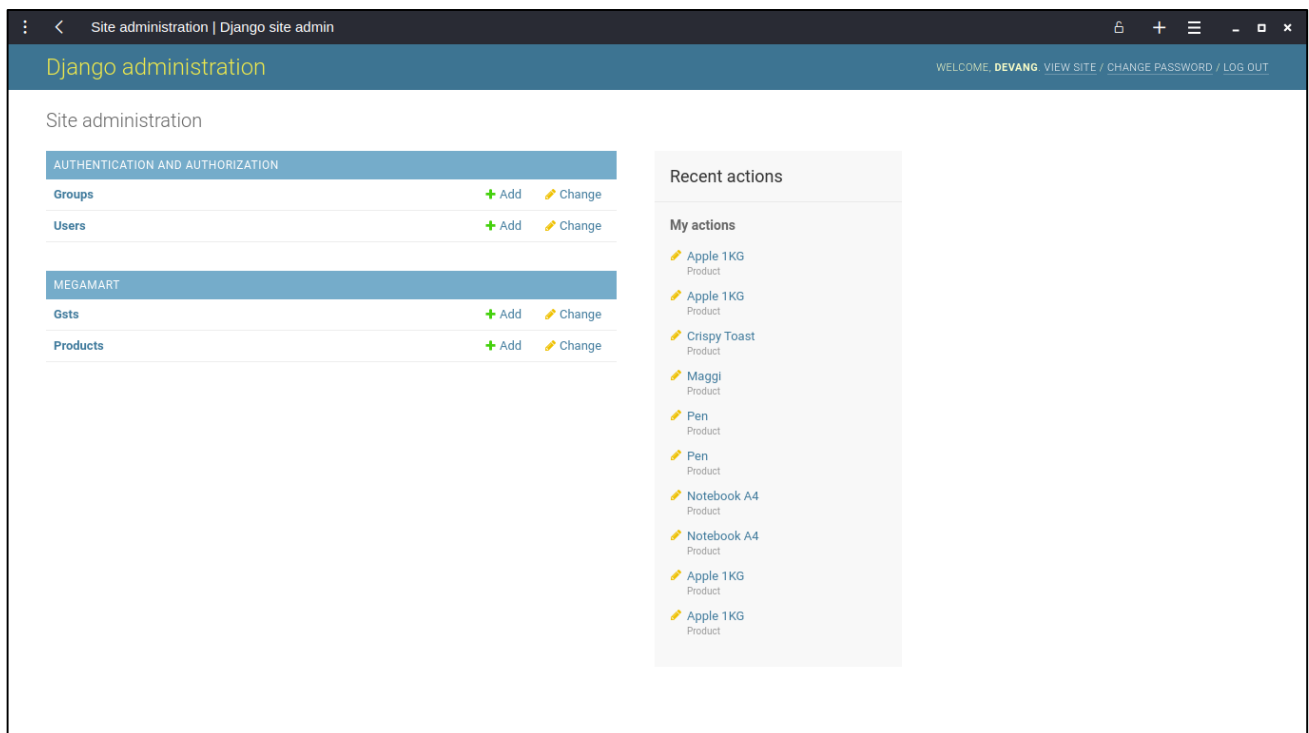 Site administration | Django site admin
Django administration
WELCOME, DEVANG. VIEW SITE / CHANGE PASSWORD / LOG OUT
Site administration
AUTHENTICATION AND AUTHORIZATION
Groups Add Change
Users Add Change
MEGAMART
Gsts Add Change
Products Add Change
Recent actions
My actions
Apple 1KG
Product
Apple 1KG
Product
Crispy Toast
Product
Maggi
Product
Pen
Product
Pen
Product
Notebook A4
Product
Notebook A4
Product
Apple 1KG
Product
Apple 1KG
Product